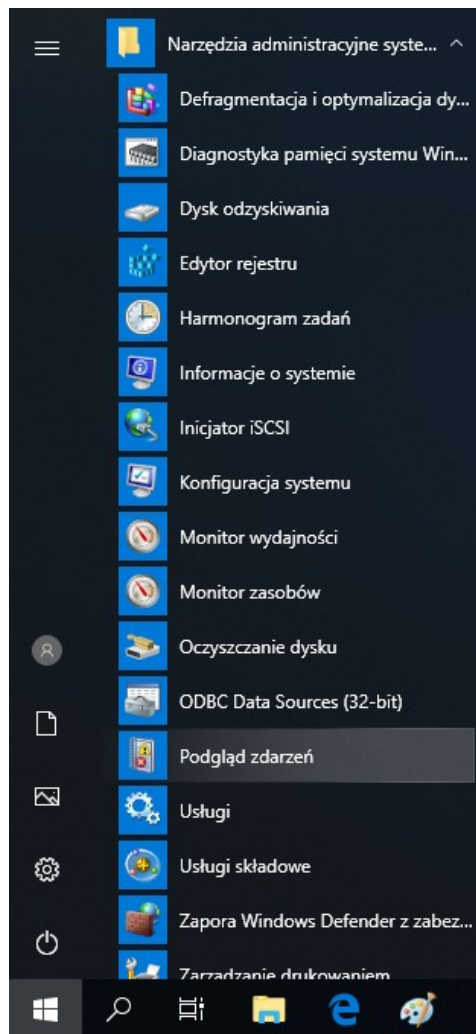 Narzędzia administracyjne syste...
Defragmentacja i optymalizacja dy...
Diagnostyka pamięci systemu Win...
Dysk odzyskiwania
Edytor rejestru
Harmonogram zadań
Informacje o systemie
Inicjator iSCSI
Konfiguracja systemu
Monitor wydajności
Monitor zasobów
Oczyszczanie dysku
ODBC Data Sources (32-bit)
Podgląd zdarzeń
Usługi
Usługi składowe
Zapora Windows Defender z zabez...
Zarządzanie drukowaniem